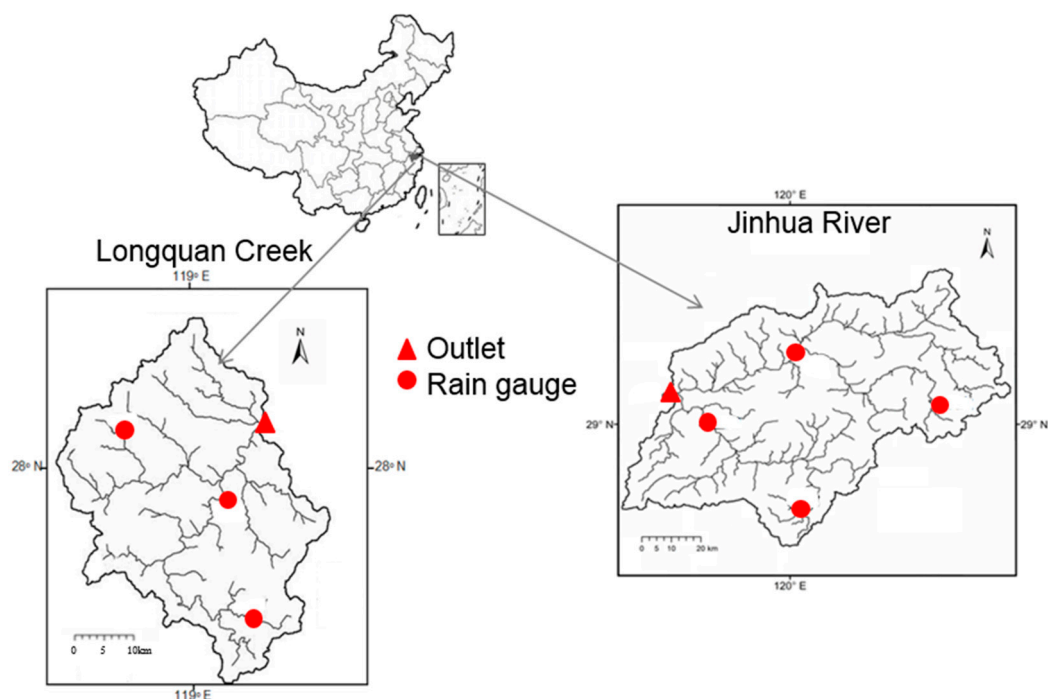 Longquan Creek
119° E
N
28° N
28° N
0 5 10km
119° E
Outlet
Rain gauge
120° E
Jinhua River
N
29° N
29° N
0 5 10 20 km
120° E